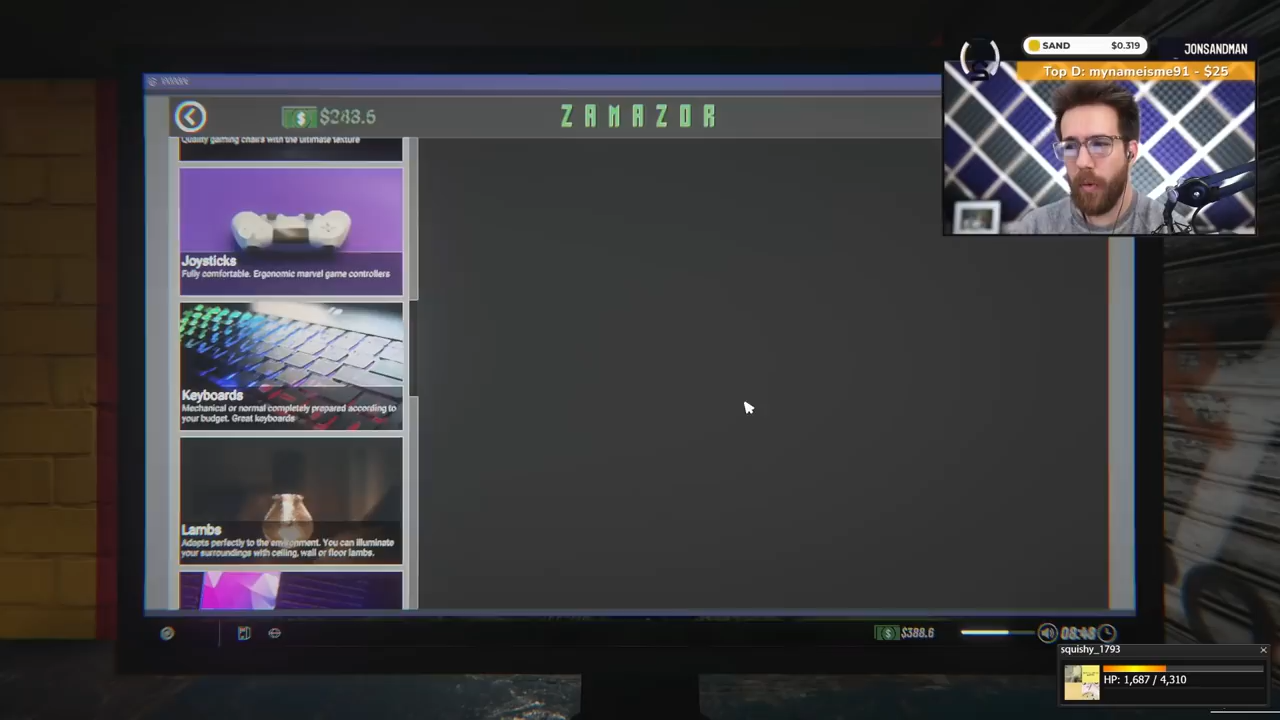 SAND $0.319
JONSANDMAN
Top D: mynameisme91 - $25
$243.6
ZAMAZOR
Quality gaming chairs with the ultimate texture
Joysticks
Fully comfortable. Ergonomic marvel game controllers
Keyboards
Mechanical or normal completely prepared according to
your budget. Great keyboards
Lambs
Adapts perfectly to the environment. You can illuminate
your surroundings with ceiling, wall or floor lambs.
$388.6
08:48
squishy_1793
HP: 1,687 / 4,310